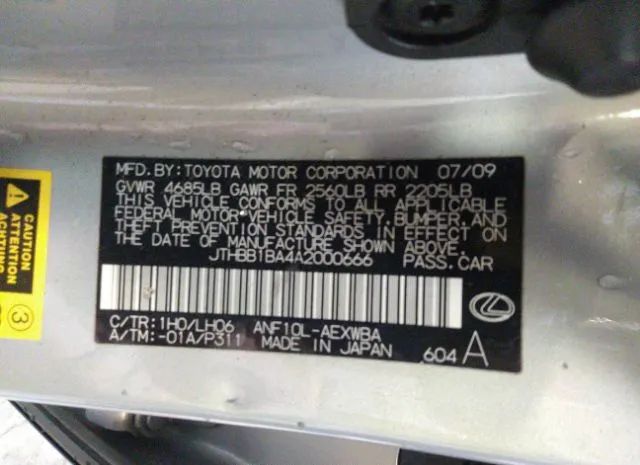 MFD.BY:TOYOTA MOTOR CORPORATION 07/09
GVWR 4685LB GAWR FR 2560LB RR 2205LB
THIS VEHICLE CONFORMS TO ALL APPLICABLE
FEDERAL MOTOR VEHICLE SAFETY, BUMPER, AND
THEFT PREVENTION STANDARDS IN EFFECT ON
THE DATE OF MANUFACTURE SHOWN ABOVE.
JTHBB1BA4A2000666 PASS.CAR
C/TR:1H0/LH06 ANF10L-AEXWBA
A/TM:-01A/P311 MADE IN JAPAN
604 A
CAUTION
ATTENTION
ACHTUNG
3